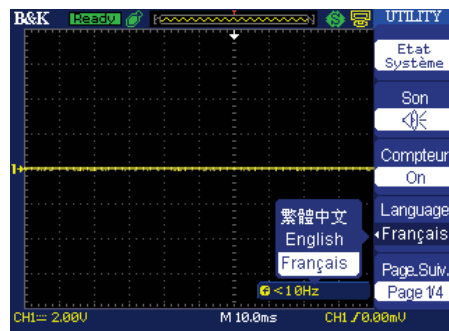 B&K Ready UTILITY
Etat
Système
Son
Compteur
On
Language
Français
Page.Suiv.
Page 1/4
繁體中文
English
Français
1
G <10Hz
CH1 2.00V M 10.0ms CH1 0.00mV